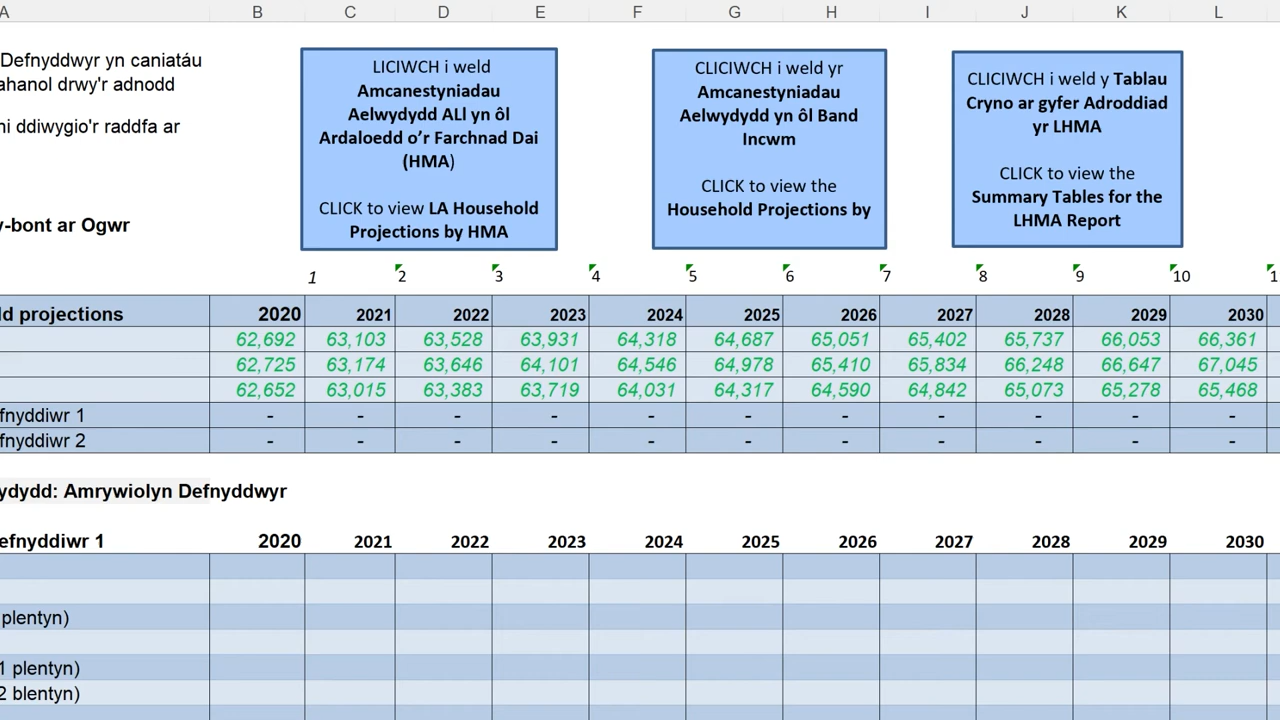 A B C D E F G H I J K L
Defnyddwyr yn caniatáu
ahanol drwy'r adnodd
ni ddiwygio'r raddfa ar
y-bont ar Ogwr
LICIWCH i weld
Amcanestyniadau
Aelwydydd ALl yn ôl
Ardaloedd o’r Farchnad Dai
(HMA)
CLICK to view LA Household
Projections by HMA
CLICIWCH i weld yr
Amcanestyniadau
Aelwydydd yn ôl Band
Incwm
CLICK to view the
Household Projections by
CLICIWCH i weld y Tablau
Cryno ar gyfer Adroddiad
yr LHMA
CLICK to view the
Summary Tables for the
LHMA Report
1 2 3 4 5 6 7 8 9 10 1
ld projections 2020 2021 2022 2023 2024 2025 2026 2027 2028 2029 2030
62,692 63,103 63,528 63,931 64,318 64,687 65,051 65,402 65,737 66,053 66,361
62,725 63,174 63,646 64,101 64,546 64,978 65,410 65,834 66,248 66,647 67,045
62,652 63,015 63,383 63,719 64,031 64,317 64,590 64,842 65,073 65,278 65,468
fnyddiwr 1 - - - - - - - - - - -
fnyddiwr 2 - - - - - - - - - - -
ydydd: Amrywiolyn Defnyddwyr
efnyddiwr 1 2020 2021 2022 2023 2024 2025 2026 2027 2028 2029 2030
plentyn)
1 plentyn)
2 blentyn)